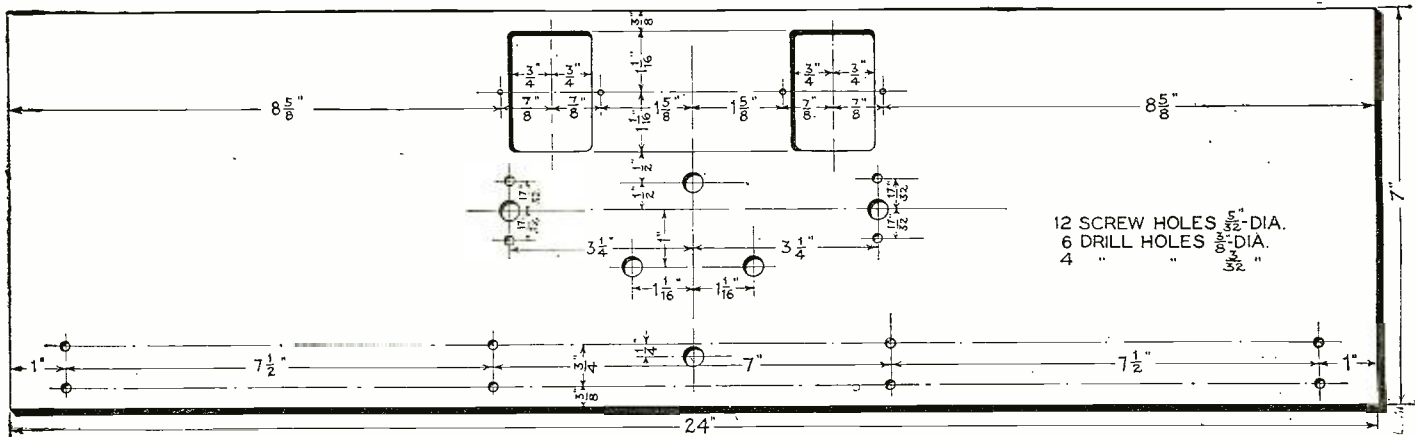 3/8"
3/4" 3/4" 1 1/16" 3/4" 3/4"
8 5/8" 7/8" 7/8" 1 5/8" 1 5/8" 7/8" 7/8" 8 5/8"
1 1/16"
1/2"
17/32" 1/2" 17/32"
17/32" 17/32"
7"
12 SCREW HOLES 5/32"-DIA.
6 DRILL HOLES 3/8"-DIA.
4 " " 3/32 "
3 1/4" 1" 3 1/4"
1 1/16" 1 1/16"
1/4"
1" 7 1/2" 3/4" 7" 7 1/2" 1"
3/8"
24"